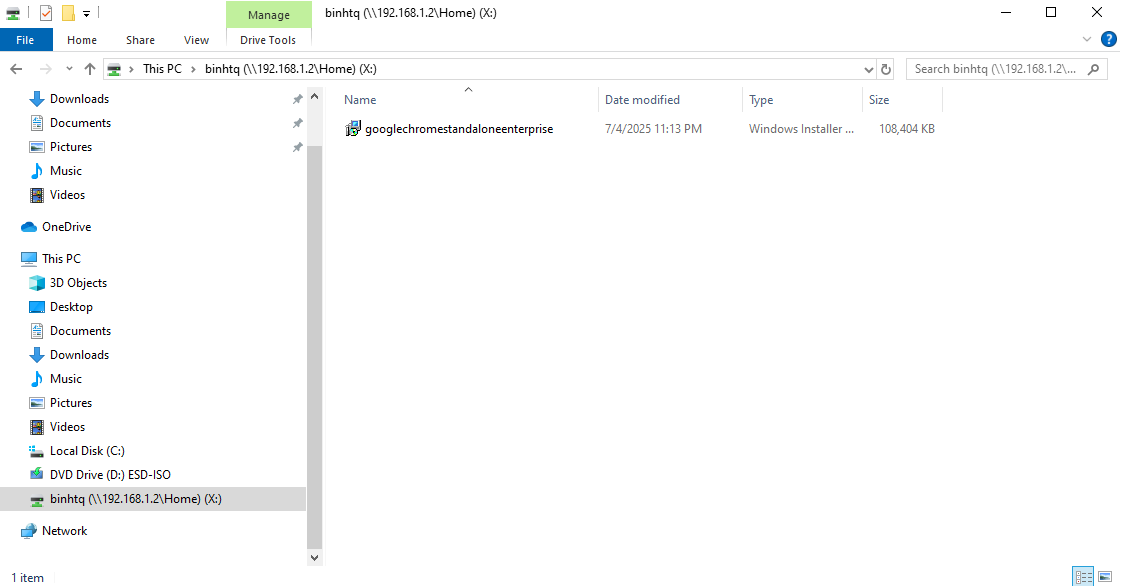 Manage
binhtq (\\192.168.1.2\Home) (X:)
File
Home
Share
View
Drive Tools
?
This PC
binhtq (\\192.168.1.2\Home) (X:)
Search binhtq (\\192.168.1.2\...
Downloads
Documents
Pictures
Music
Videos
OneDrive
This PC
3D Objects
Desktop
Documents
Downloads
Music
Pictures
Videos
Local Disk (C:)
DVD Drive (D:) ESD-ISO
binhtq (\\192.168.1.2\Home) (X:)
Network
Name Date modified Type Size
googlechromestandaloneenterprise 7/4/2025 11:13 PM Windows Installer ... 108,404 KB
1 item